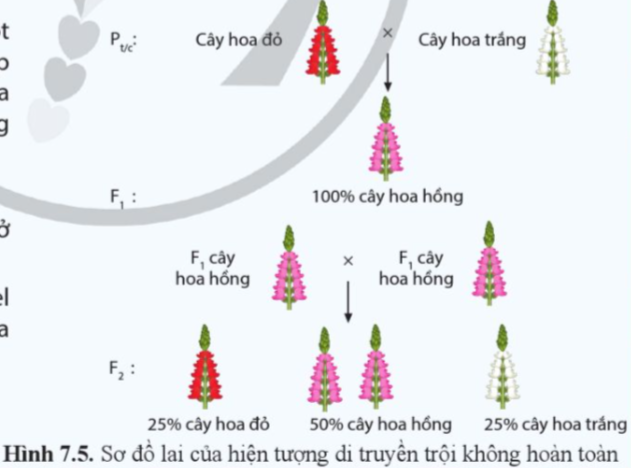 t
P t/c: Cây hoa đỏ × Cây hoa trắng
a
g
F1 : 100% cây hoa hồng
ở
F1 cây hoa hồng × F1 cây hoa hồng
el
a
F2 :
25% cây hoa đỏ 50% cây hoa hồng 25% cây hoa trắng
Hình 7.5. Sơ đồ lai của hiện tượng di truyền trội không hoàn toàn